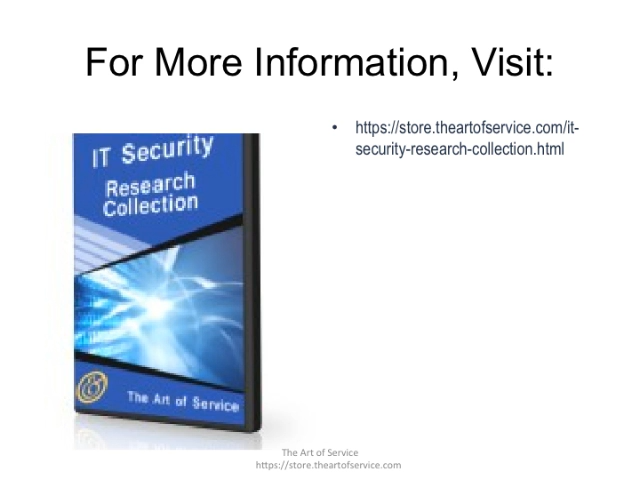 For More Information, Visit:
• https://store.theartofservice.com/it-
security-research-collection.html
IT Security
Research
Collection
The Art of Service
The Art of Service
https://store.theartofservice.com